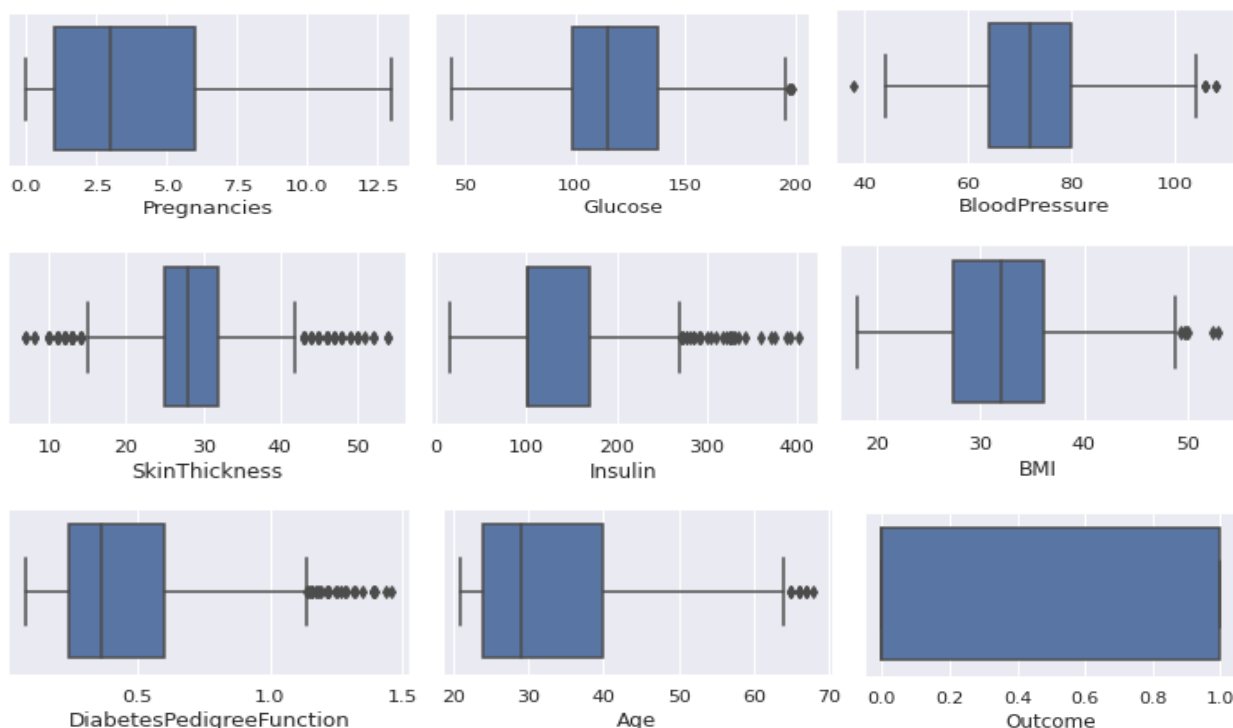 0.0 2.5 5.0 7.5 10.0 12.5
Pregnancies
50 100 150 200
Glucose
40 60 80 100
BloodPressure
10 20 30 40 50
SkinThickness
0 100 200 300 400
Insulin
20 30 40 50
BMI
0.5 1.0 1.5
DiabetesPedigreeFunction
20 30 40 50 60 70
Age
0.0 0.2 0.4 0.6 0.8 1.0
Outcome